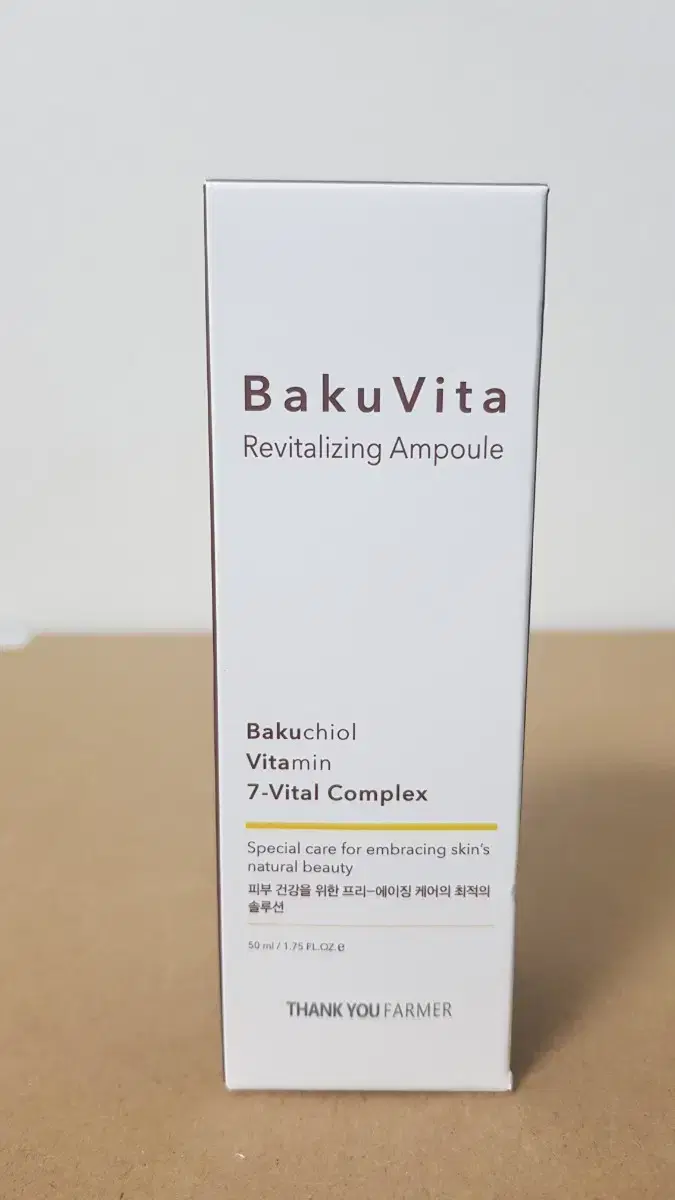 BakuVita
Revitalizing Ampoule
Bakuchiol
Vitamin
7-Vital Complex
Special care for embracing skin's
natural beauty
피부 건강을 위한 프리-에이징 케어의 최적의
솔루션
50 ml / 1.75 FL.OZ.℮
THANK YOU FARMER